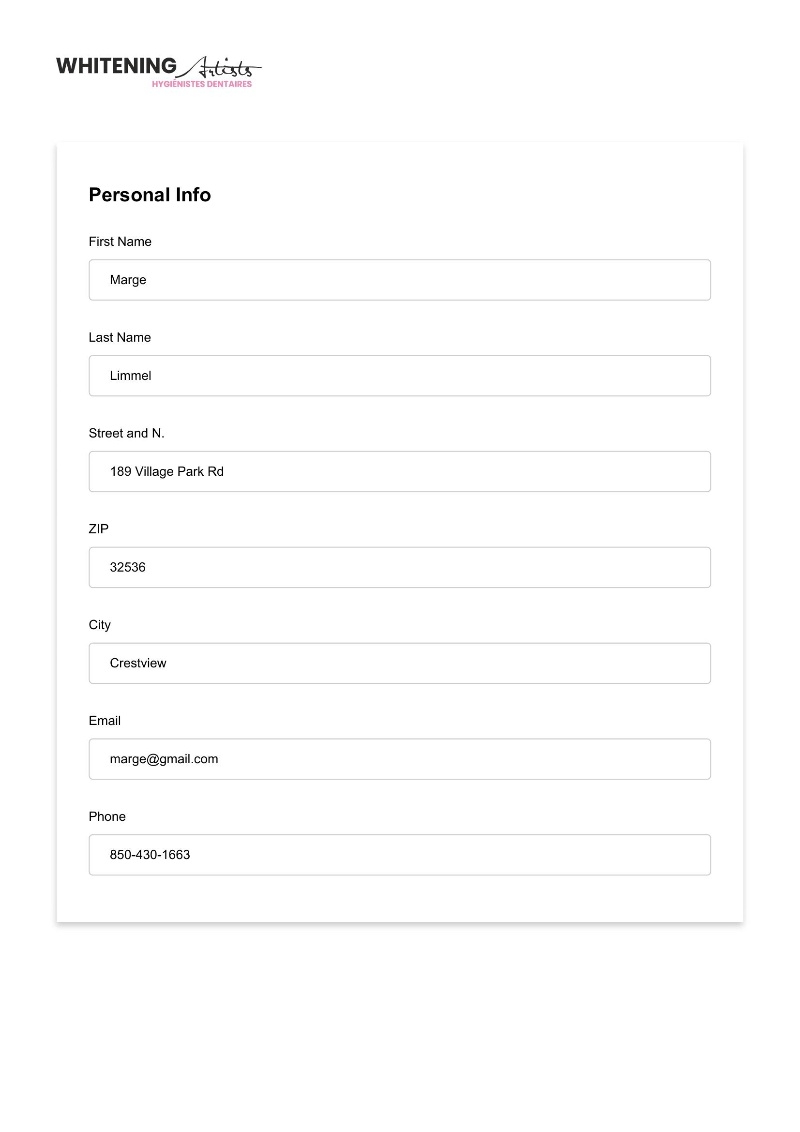 WHITENING Artists
HYGIÉNISTES DENTAIRES
Personal Info
First Name
Marge
Last Name
Limmel
Street and N.
189 Village Park Rd
ZIP
32536
City
Crestview
Email
marge@gmail.com
Phone
850-430-1663